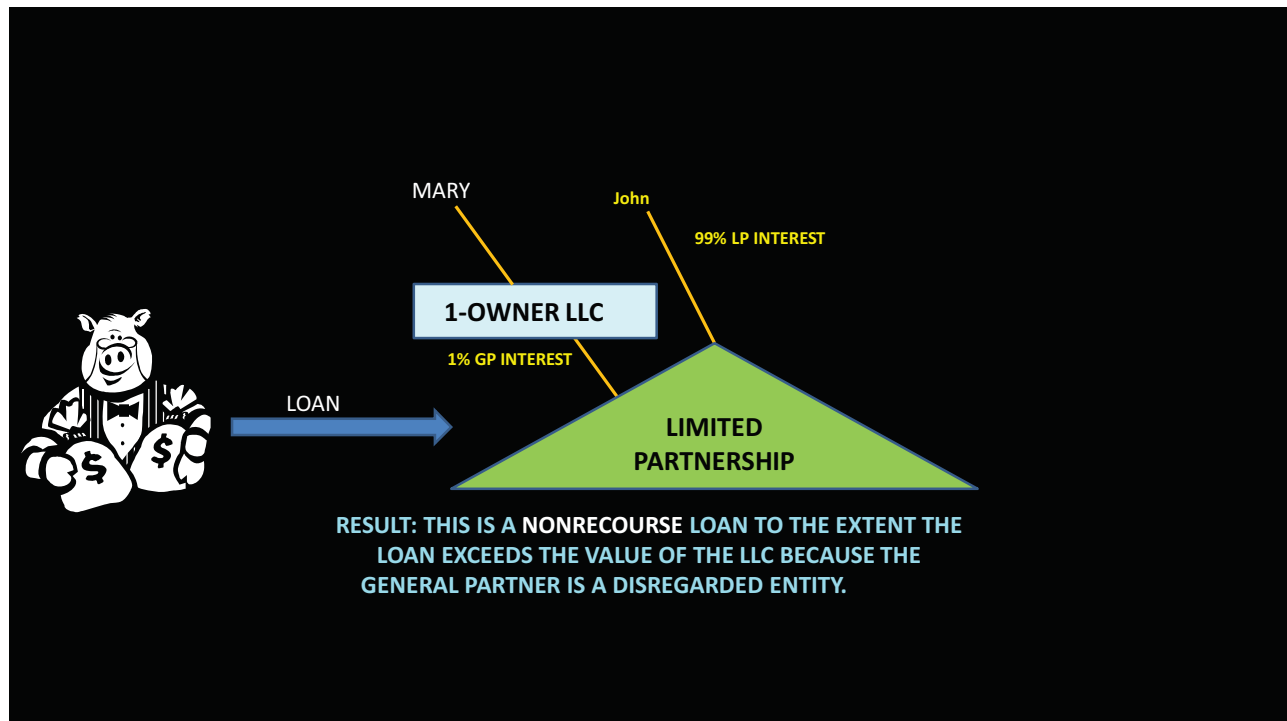 MARY
John
99% LP INTEREST
1-OWNER LLC
1% GP INTEREST
LOAN
$
$
LIMITED
PARTNERSHIP
RESULT: THIS IS A NONRECOURSE LOAN TO THE EXTENT THE
LOAN EXCEEDS THE VALUE OF THE LLC BECAUSE THE
GENERAL PARTNER IS A DISREGARDED ENTITY.